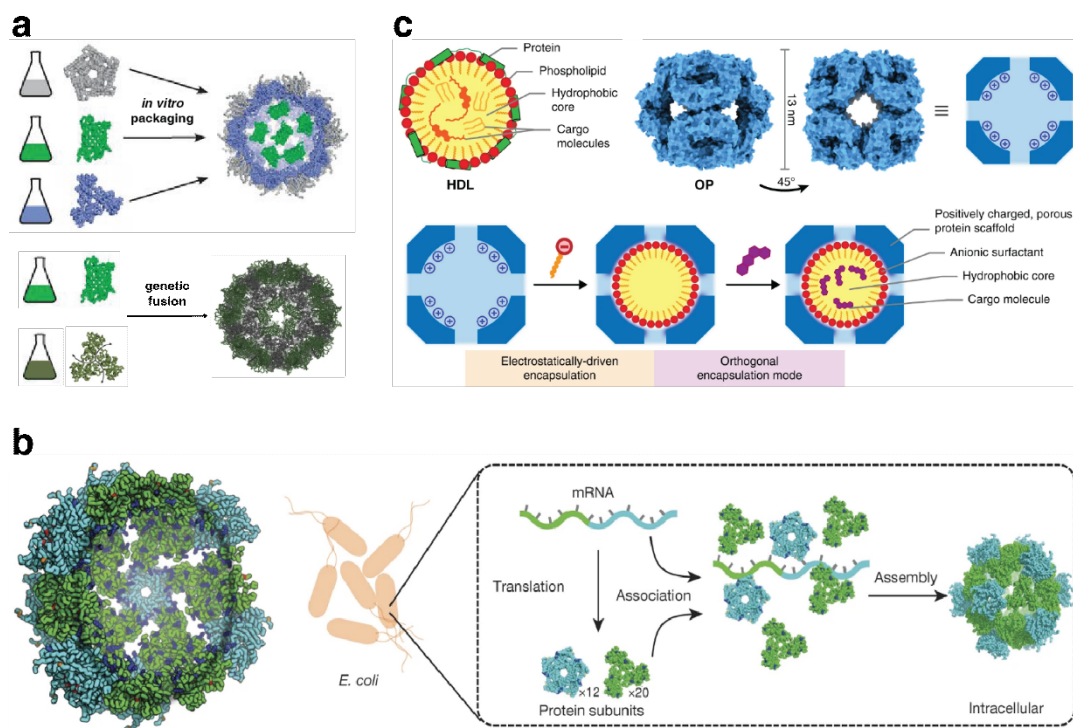 a
in vitro
packaging
genetic
fusion
c
Protein
Phospholipid
Hydrophobic
core
Cargo
molecules
HDL
OP
13 nm
45°
≡
Positively charged, porous
protein scaffold
Anionic surfactant
Hydrophobic core
Cargo molecule
Electrostatically-driven
encapsulation
Orthogonal
encapsulation mode
b
E. coli
mRNA
Translation
Association
Assembly
×12
×20
Protein subunits
Intracellular